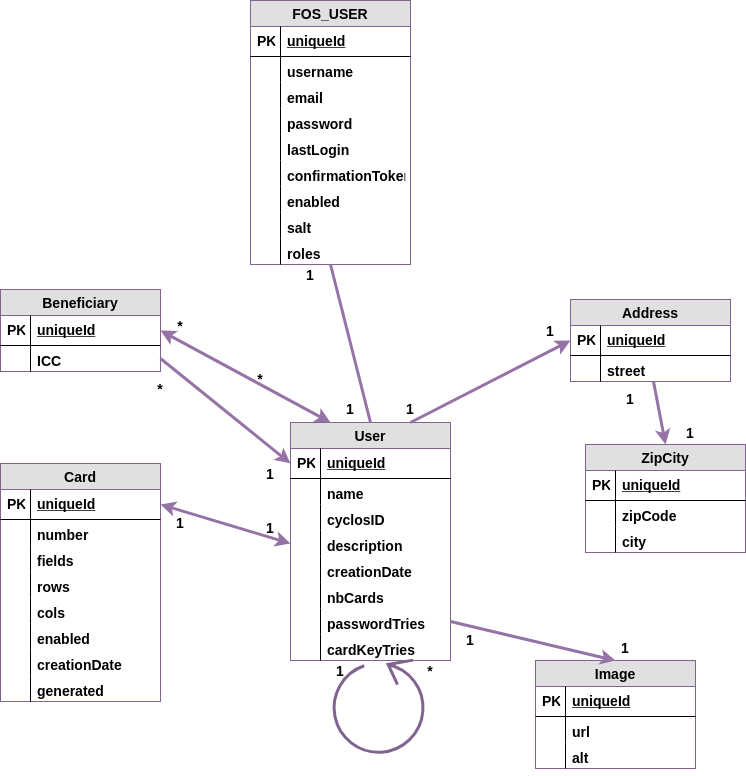 FOS_USER
PK uniqueId
username
email
password
lastLogin
confirmationToken
enabled
salt
roles
1
Beneficiary
PK uniqueId
ICC
*
*
*
1
1
1
1
Address
PK uniqueId
street
1
1
ZipCity
PK uniqueId
zipCode
city
User
PK uniqueId
name
cyclosID
description
creationDate
nbCards
passwordTries
cardKeyTries
1
*
Card
PK uniqueId
number
fields
rows
cols
enabled
creationDate
generated
1
1
1
1
Image
PK uniqueId
url
alt